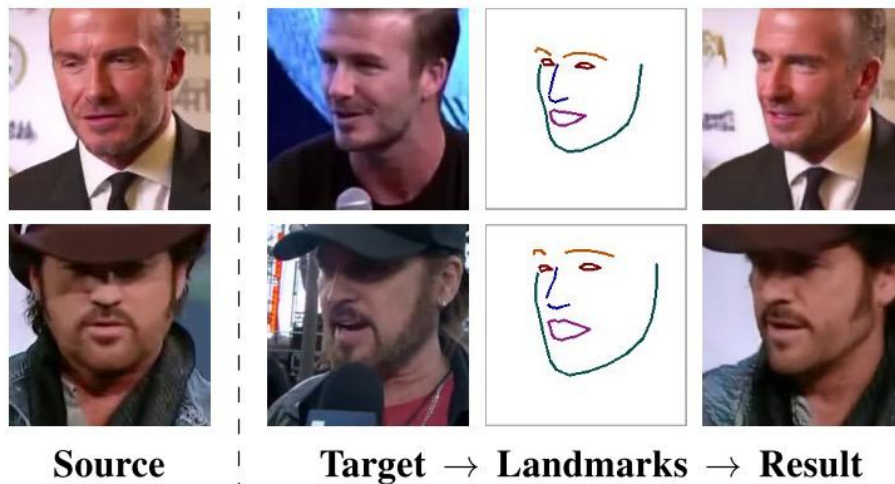 Source
Target → Landmarks → Result